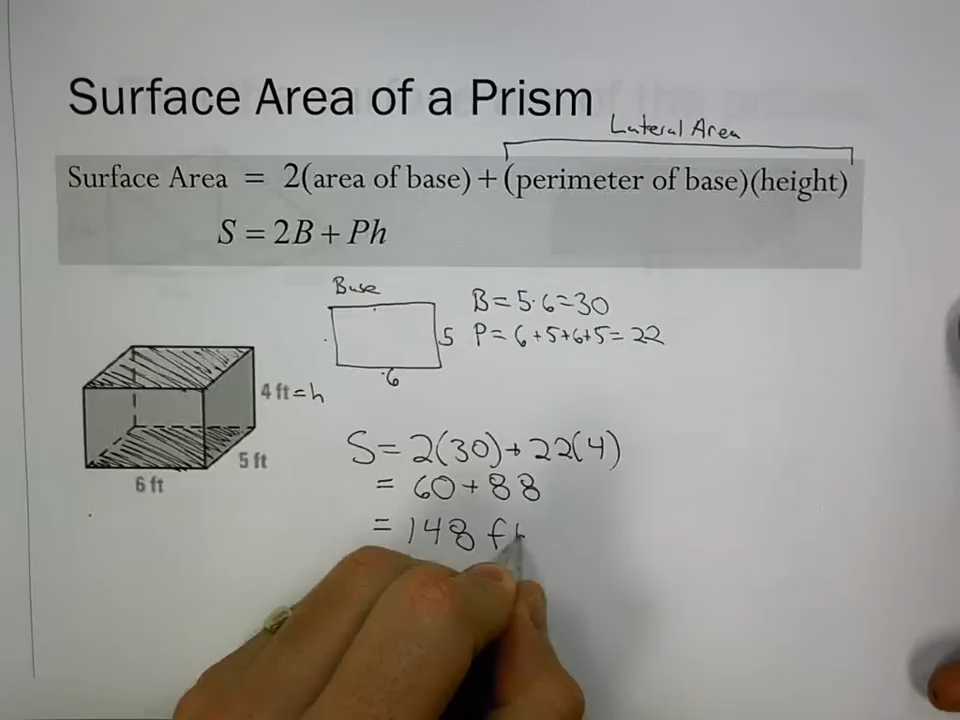 Surface Area of a Prism
Lateral Area
Surface Area = 2(area of base) + (perimeter of base)(height)
S = 2B + Ph
Base
B = 5·6 = 30
5
P = 6+5+6+5 = 22
6
4 ft = h
5 ft
6 ft
S = 2(30) + 22(4)
= 60 + 88
= 148 ft